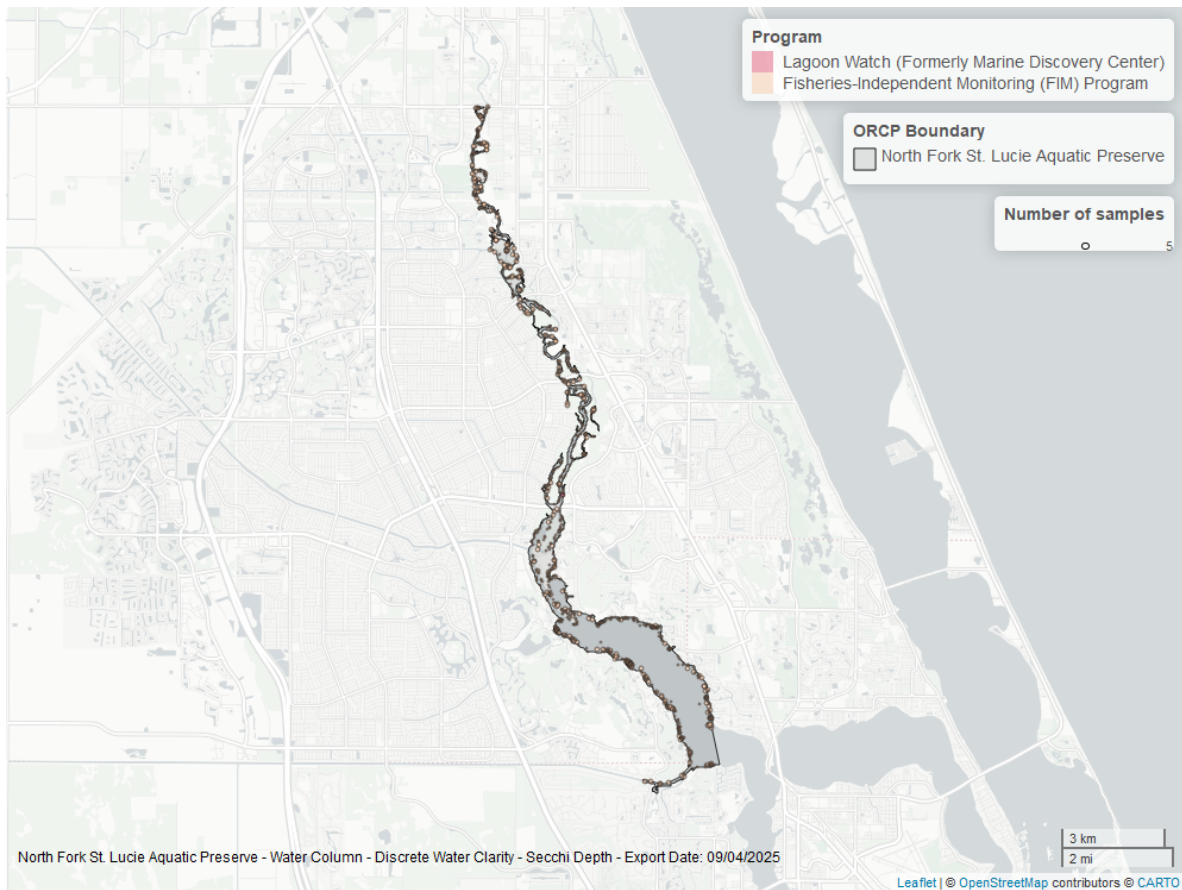 Program
Lagoon Watch (Formerly Marine Discovery Center)
Fisheries-Independent Monitoring (FIM) Program
ORCP Boundary
North Fork St. Lucie Aquatic Preserve
Number of samples
5
3 km
2 mi
North Fork St. Lucie Aquatic Preserve - Water Column - Discrete Water Clarity - Secchi Depth - Export Date: 09/04/2025
Leaflet | © OpenStreetMap contributors © CARTO